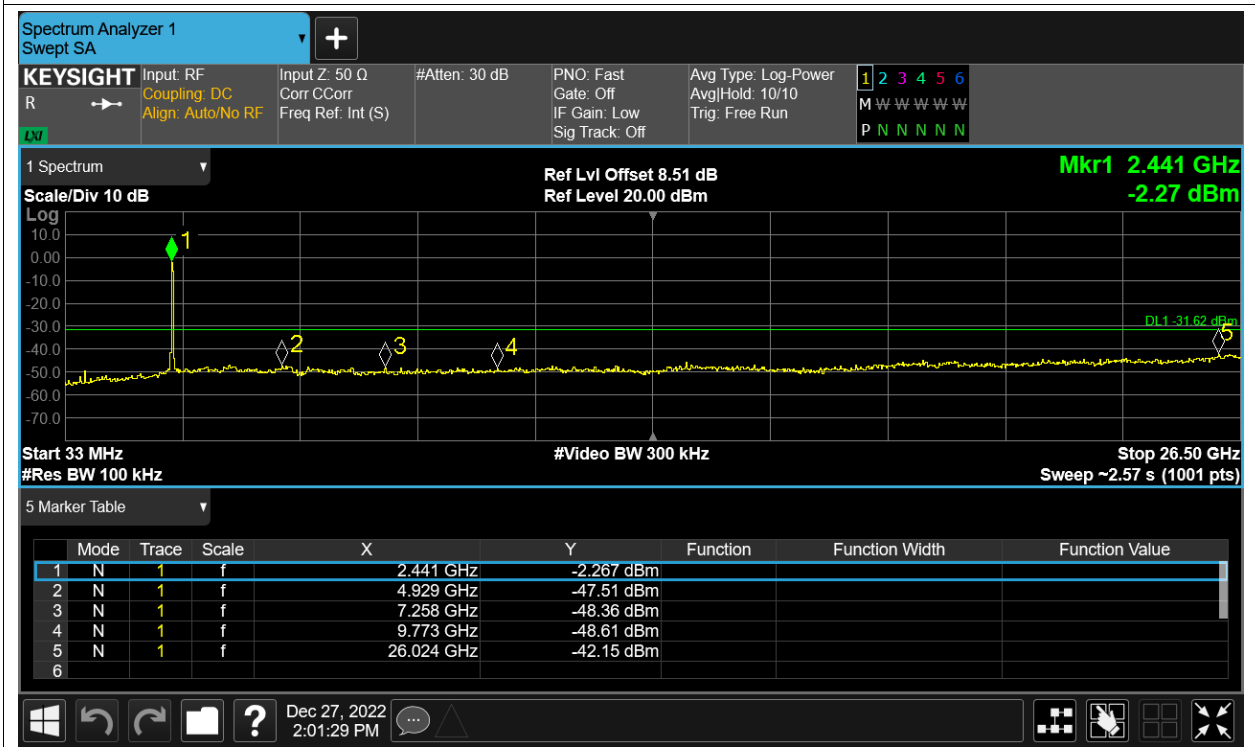 Spectrum Analyzer 1
Swept SA
KEYSIGHT
R
LXI
Input: RF
Coupling: DC
Align: Auto/No RF
Input Z: 50 Ω
Corr CCorr
Freq Ref: Int (S)
#Atten: 30 dB
PNO: Fast
Gate: Off
IF Gain: Low
Sig Track: Off
Avg Type: Log-Power
Avg|Hold: 10/10
Trig: Free Run
1 2 3 4 5 6
M W W W W W
P N N N N N
1 Spectrum
Scale/Div 10 dB
Ref Lvl Offset 8.51 dB
Ref Level 20.00 dBm
Mkr1 2.441 GHz
-2.27 dBm
Log
10.0
0.00
-10.0
-20.0
-30.0
-40.0
-50.0
-60.0
-70.0
1
2
3
4
5
DL1 -31.62 dBm
Start 33 MHz
#Res BW 100 kHz
#Video BW 300 kHz
Stop 26.50 GHz
Sweep ~2.57 s (1001 pts)
5 Marker Table
Mode Trace Scale X Y Function Function Width Function Value
1 N 1 f 2.441 GHz -2.267 dBm
2 N 1 f 4.929 GHz -47.51 dBm
3 N 1 f 7.258 GHz -48.36 dBm
4 N 1 f 9.773 GHz -48.61 dBm
5 N 1 f 26.024 GHz -42.15 dBm
6
?
Dec 27, 2022
2:01:29 PM